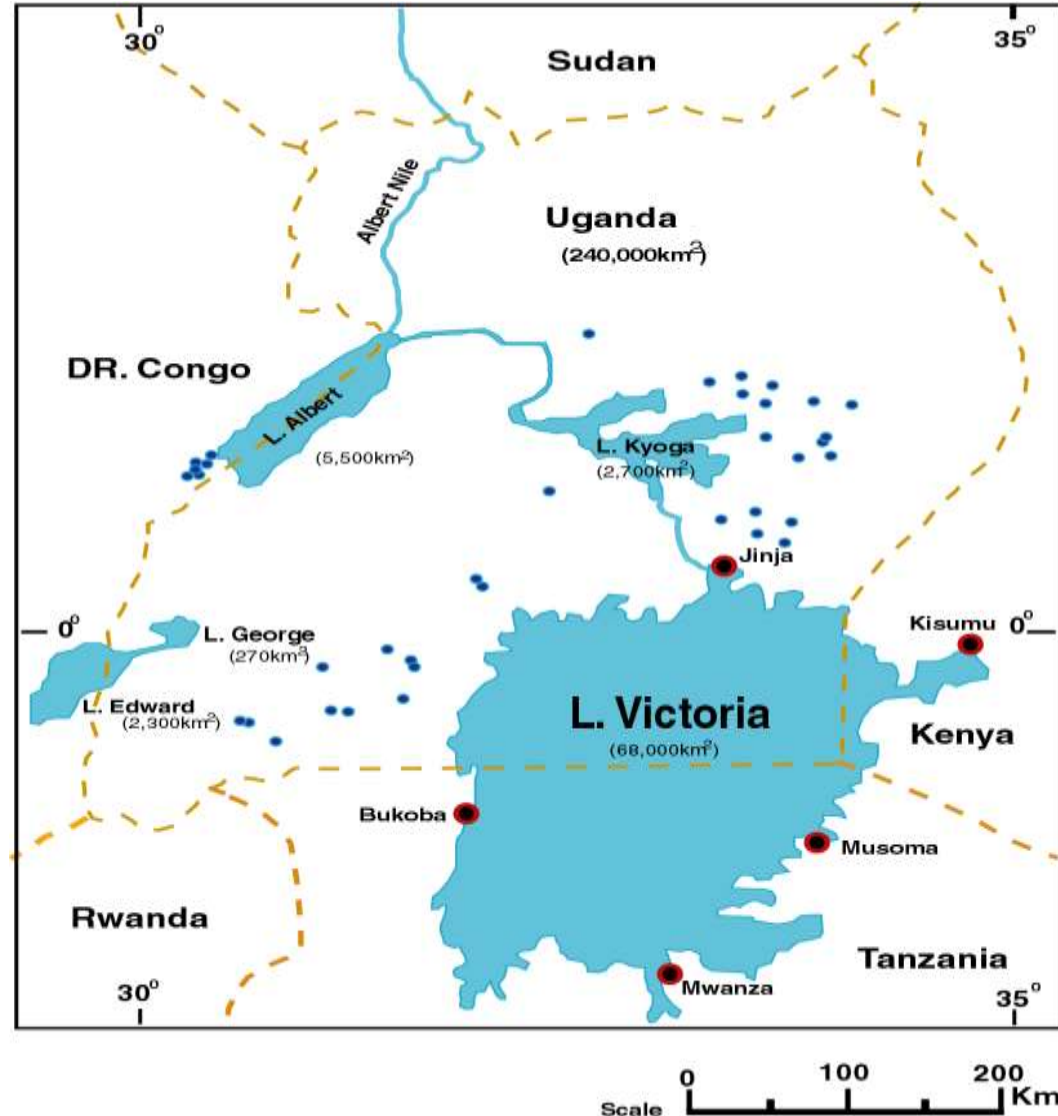 30°
35°
Sudan
Albert Nile
Uganda
(240,000km²)
DR. Congo
L. Albert
(5,500km²)
L. Kyoga
(2,700km²)
Jinja
0°
L. George
(270km³)
Kisumu
0°
L. Edward
(2,300km²)
L. Victoria
(68,000km²)
Kenya
Bukoba
Musoma
Rwanda
Tanzania
Mwanza
30°
35°
0 100 200 Km
Scale